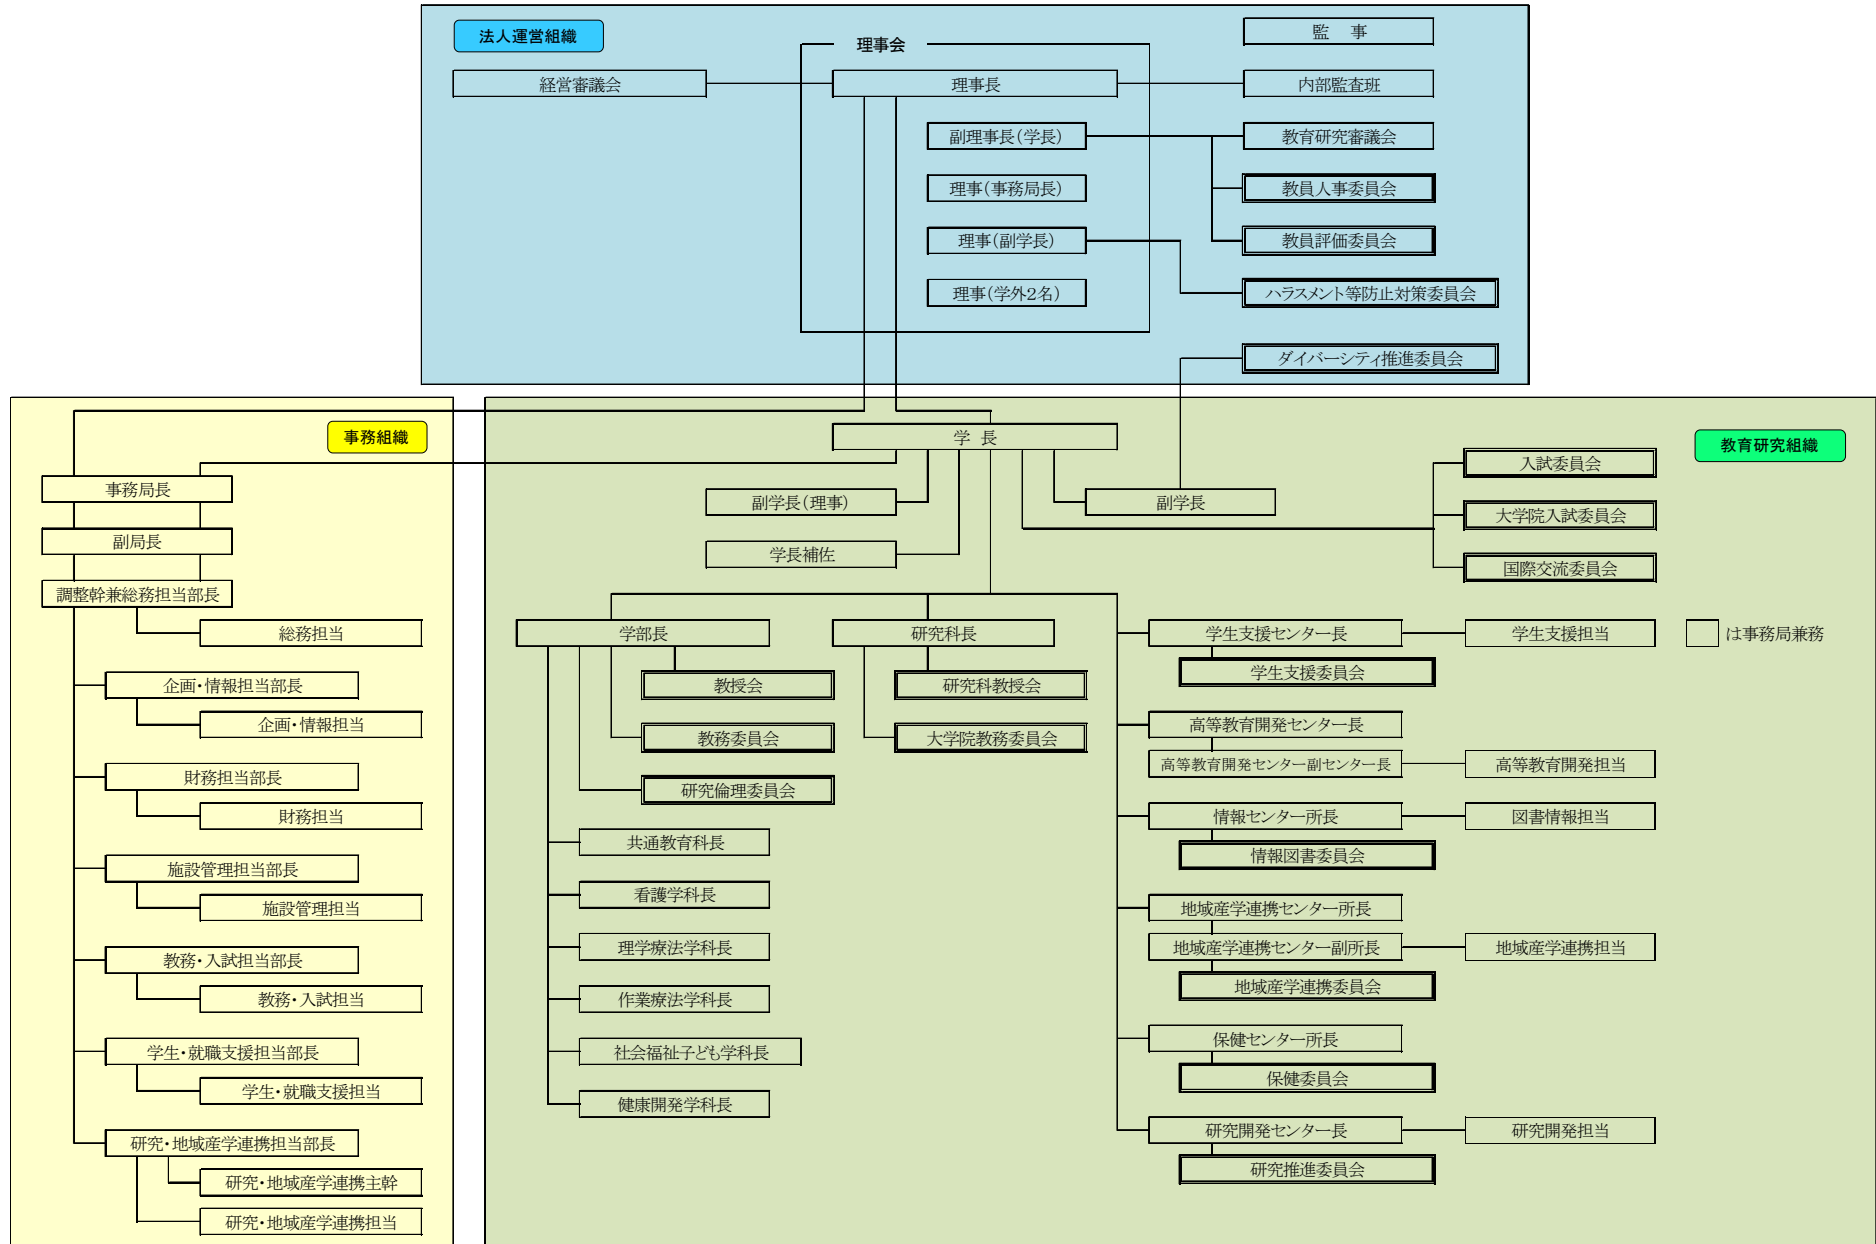 法人運営組織
理事会
監　事
経営審議会
理事長
内部監査班
副理事長(学長)
教育研究審議会
理事(事務局長)
教員人事委員会
理事(副学長)
教員評価委員会
理事(学外2名)
ハラスメント等防止対策委員会
ダイバーシティ推進委員会
事務組織
事務局長
副局長
調整幹兼総務担当部長
総務担当
企画・情報担当部長
企画・情報担当
財務担当部長
財務担当
施設管理担当部長
施設管理担当
教務・入試担当部長
教務・入試担当
学生・就職支援担当部長
学生・就職支援担当
研究・地域産学連携担当部長
研究・地域産学連携主幹
研究・地域産学連携担当
教育研究組織
学 長
副学長(理事)
副学長
学長補佐
入試委員会
大学院入試委員会
国際交流委員会
学部長
教授会
教務委員会
研究倫理委員会
共通教育科長
看護学科長
理学療法学科長
作業療法学科長
社会福祉子ども学科長
健康開発学科長
研究科長
研究科教授会
大学院教務委員会
学生支援センター長
学生支援担当
は事務局兼務
学生支援委員会
高等教育開発センター長
高等教育開発センター副センター長
高等教育開発担当
情報センター所長
図書情報担当
情報図書委員会
地域産学連携センター所長
地域産学連携センター副所長
地域産学連携担当
地域産学連携委員会
保健センター所長
保健委員会
研究開発センター長
研究開発担当
研究推進委員会